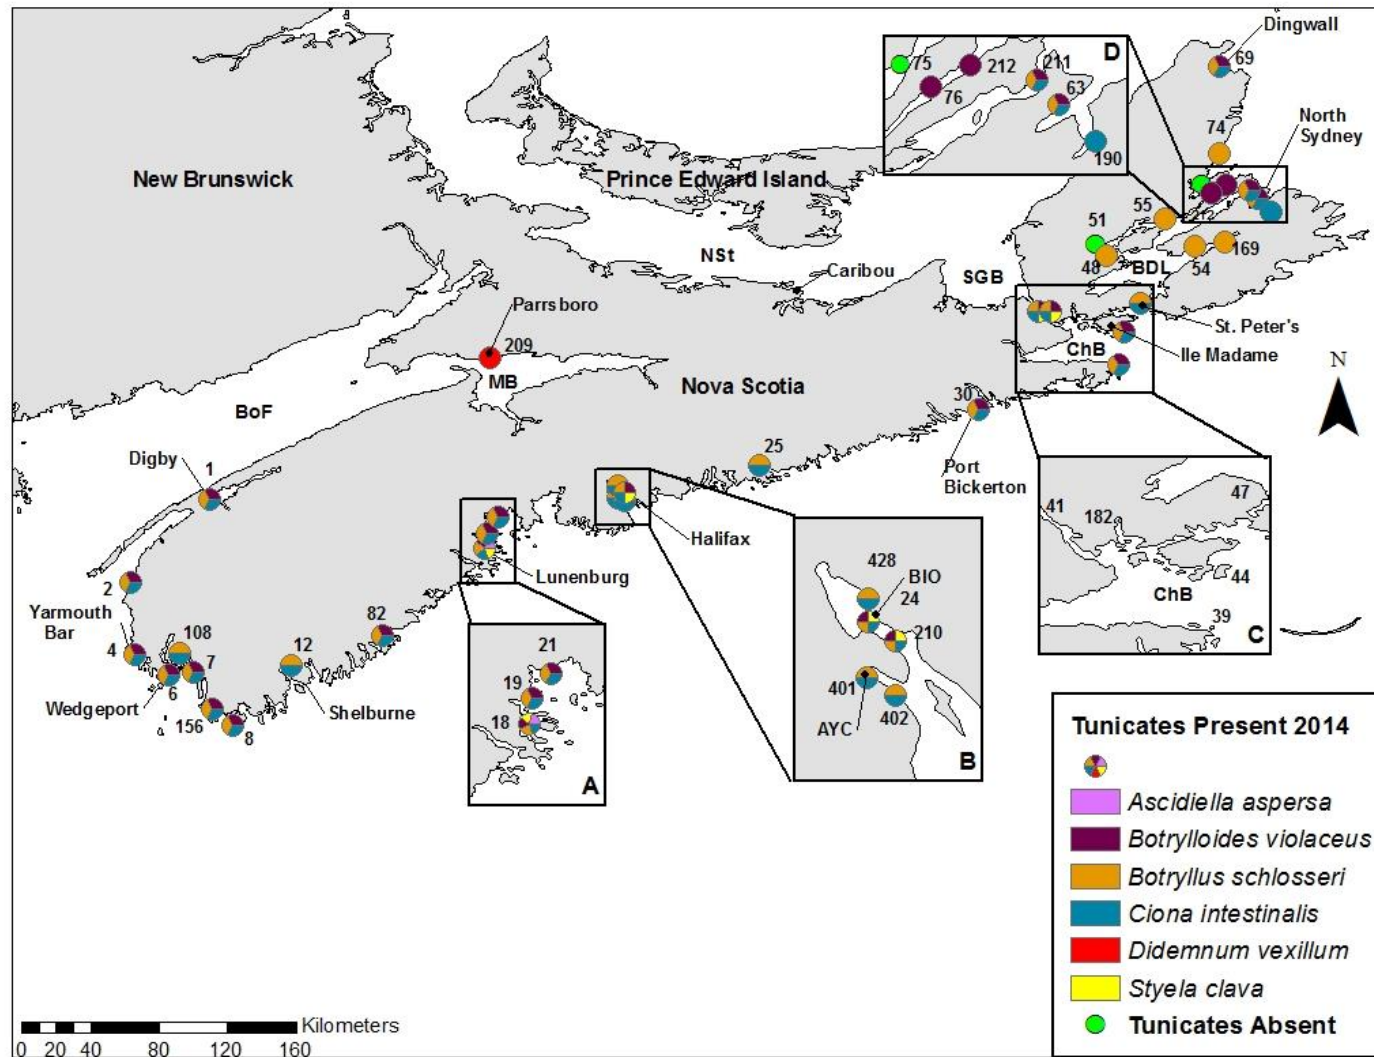 Dingwall
69
D
75
212
211
76
63
190
North
Sydney
74
New Brunswick
Prince Edward Island
55
212
51
48
BDL
54
169
NSt
SGB
Caribou
Parrsboro
209
MB
St. Peter's
Ile Madame
ChB
N
Nova Scotia
BoF
30
Port
Bickerton
25
Digby
1
Halifax
Lunenburg
2
Yarmouth
Bar
4
108
7
12
82
6
Wedgeport
156
8
Shelburne
21
19
18
A
428
BIO
24
210
401
402
AYC
B
41
182
47
44
ChB
39
C
Tunicates Present 2014
Ascidiella aspersa
Botrylloides violaceus
Botryllus schlosseri
Ciona intestinalis
Didemnum vexillum
Styela clava
Tunicates Absent
Kilometers
0 20 40 80 120 160